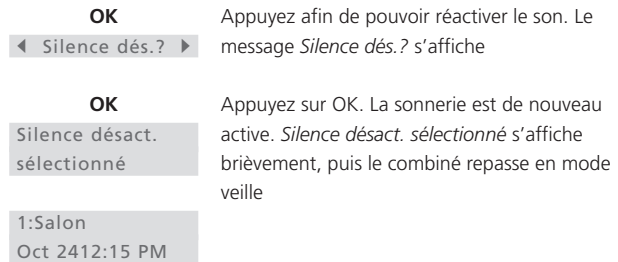 OK
Appuyez afin de pouvoir réactiver le son. Le
◀ Silence dés.? ▶
message Silence dés.? s’affiche
OK
Appuyez sur OK. La sonnerie est de nouveau
Silence désact.
active. Silence désact. sélectionné s’affiche
sélectionné
brièvement, puis le combiné repasse en mode
veille
1:Salon
Oct 2412:15 PM